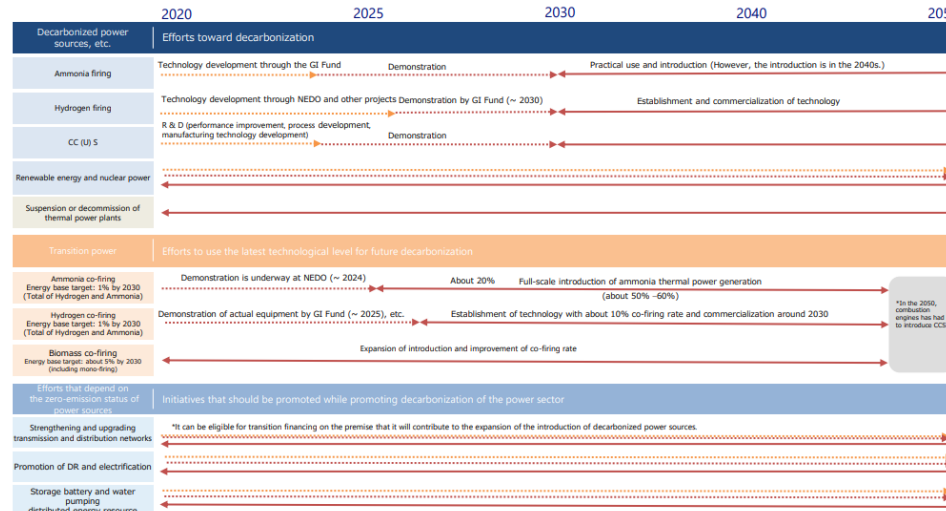 2020 2025 2030 2040 205
Decarbonized power
sources, etc.
Efforts toward decarbonization
Ammonia firing
Technology development through the GI Fund
Demonstration
Practical use and introduction (However, the introduction is in the 2040s.)
Hydrogen firing
Technology development through NEDO and other projects
Demonstration by GI Fund (~ 2030)
Establishment and commercialization of technology
CC (U) S
R & D (performance improvement, process development,
manufacturing technology development)
Demonstration
Renewable energy and nuclear power
Suspension or decommission of
thermal power plants
Transition power
Efforts to use the latest technological level for future decarbonization
Ammonia co-firing
Energy base target: 1% by 2030
(Total of Hydrogen and Ammonia)
Demonstration is underway at NEDO (~ 2024)
About 20%
Full-scale introduction of ammonia thermal power generation
(about 50% –60%)
Hydrogen co-firing
Energy base target: 1% by 2030
(Total of Hydrogen and Ammonia)
Demonstration of actual equipment by GI Fund (~ 2025), etc.
Establishment of technology with about 10% co-firing rate and commercialization around 2030
*In the 2050,
combustion
engines has had
to introduce CCS
Biomass co-firing
Energy base target: about 5% by 2030
(including mono-firing)
Expansion of introduction and improvement of co-firing rate
Efforts that depend on
the zero-emission status of
power sources
Initiatives that should be promoted while promoting decarbonization of the power sector
Strengthening and upgrading
transmission and distribution networks
*It can be eligible for transition financing on the premise that it will contribute to the expansion of the introduction of decarbonized power sources.
Promotion of DR and electrification
Storage battery and water
pumping
distributed energy resource